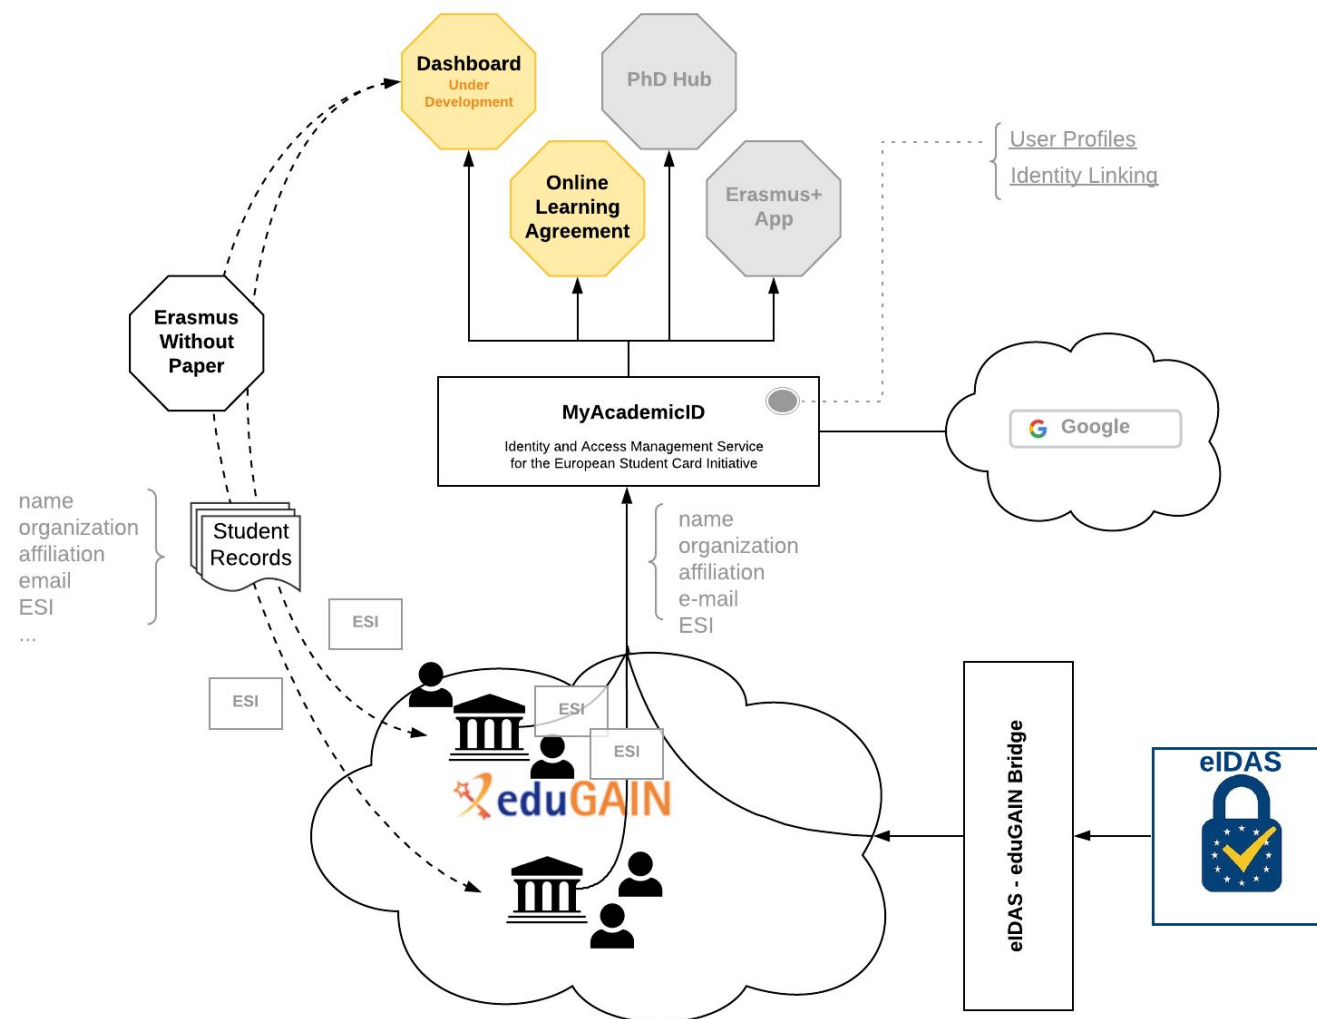 Dashboard
Under
Development
PhD Hub
Online
Learning
Agreement
Erasmus+
App
User Profiles
Identity Linking
Erasmus
Without
Paper
MyAcademicID
Identity and Access Management Service
for the European Student Card Initiative
Google
name
organization
affiliation
email
ESI
...
Student
Records
name
organization
affiliation
e-mail
ESI
ESI
ESI
ESI
ESI
eduGAIN
eIDAS - eduGAIN Bridge
eIDAS